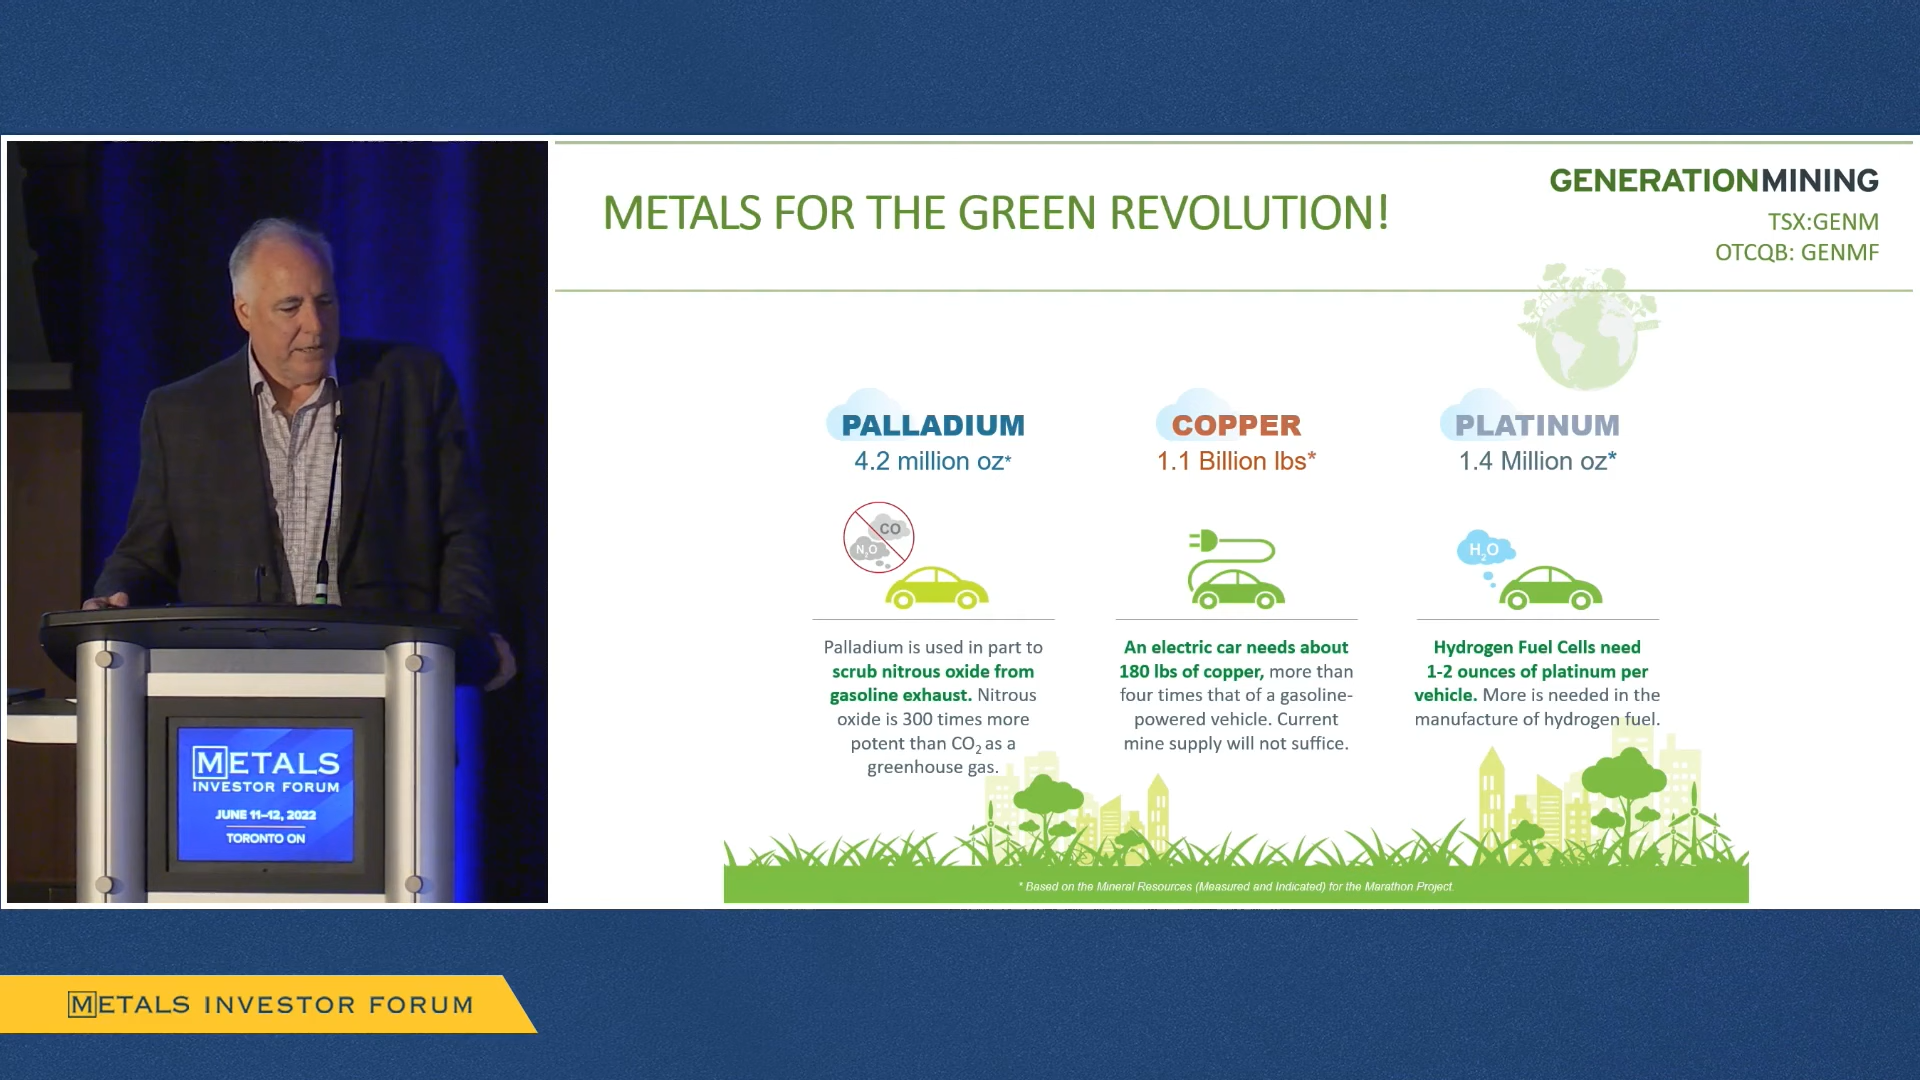 METALS FOR THE GREEN REVOLUTION!
GENERATIONMINING
TSX:GENM
OTCQB: GENMF
PALLADIUM
4.2 million oz*
CO
N2O
Palladium is used in part to
scrub nitrous oxide from
gasoline exhaust. Nitrous
oxide is 300 times more
potent than CO2 as a
greenhouse gas.
COPPER
1.1 Billion lbs*
An electric car needs about
180 lbs of copper, more than
four times that of a gasoline-
powered vehicle. Current
mine supply will not suffice.
PLATINUM
1.4 Million oz*
H2O
Hydrogen Fuel Cells need
1-2 ounces of platinum per
vehicle. More is needed in the
manufacture of hydrogen fuel.
* Based on the Mineral Resources (Measured and Indicated) for the Marathon Project.
METALS
INVESTOR FORUM
JUNE 11–12, 2022
TORONTO ON
METALS INVESTOR FORUM